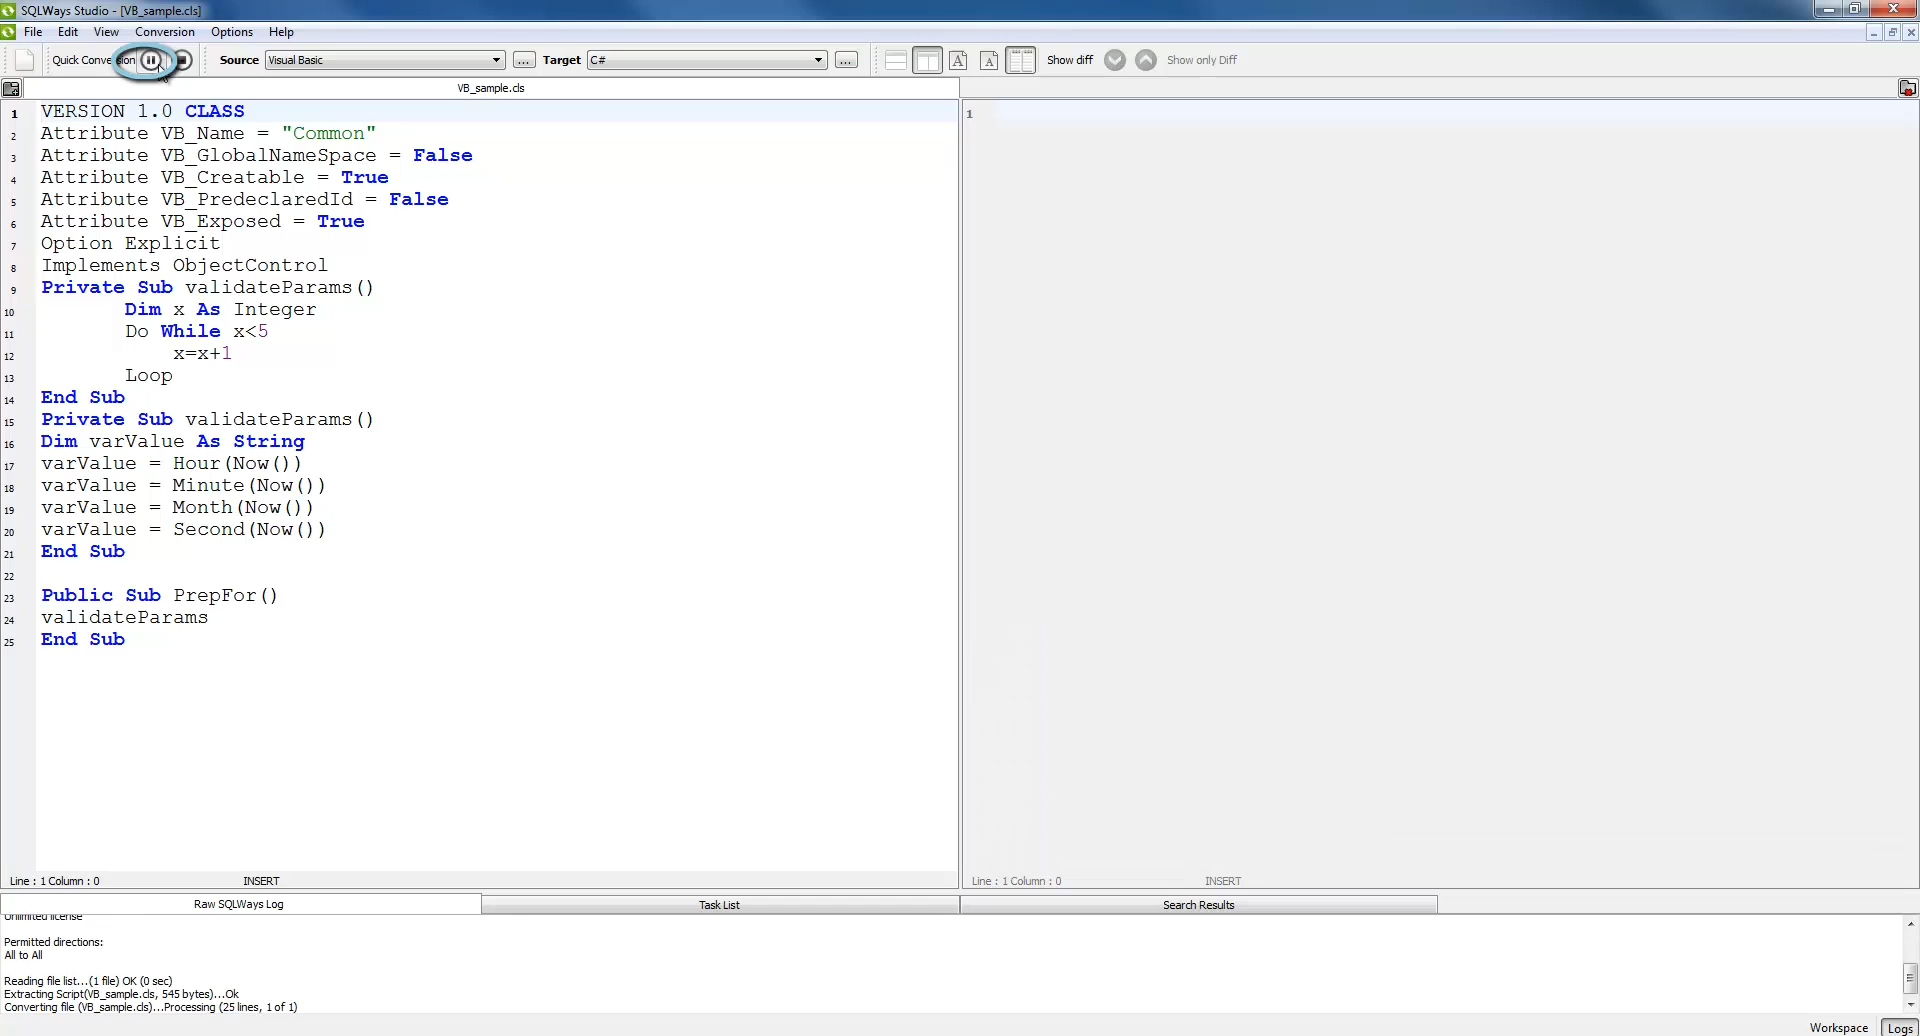 SQLWays Studio - [VB_sample.cls]
File Edit View Conversion Options Help
Quick Conversion Source Visual Basic ... Target C# ... A A Show diff Show only Diff
VB_sample.cls
1 VERSION 1.0 CLASS
2 Attribute VB_Name = "Common"
3 Attribute VB_GlobalNameSpace = False
4 Attribute VB_Creatable = True
5 Attribute VB_PredeclaredId = False
6 Attribute VB_Exposed = True
7 Option Explicit
8 Implements ObjectControl
9 Private Sub validateParams()
10 Dim x As Integer
11 Do While x<5
12 x=x+1
13 Loop
14 End Sub
15 Private Sub validateParams()
16 Dim varValue As String
17 varValue = Hour(Now())
18 varValue = Minute(Now())
19 varValue = Month(Now())
20 varValue = Second(Now())
21 End Sub
22
23 Public Sub PrepFor()
24 validateParams
25 End Sub
1
Line : 1 Column : 0 INSERT
Line : 1 Column : 0 INSERT
Raw SQLWays Log Task List Search Results
Unlimited license
Permitted directions:
All to All
Reading file list...(1 file) OK (0 sec)
Extracting Script(VB_sample.cls, 545 bytes)...Ok
Converting file (VB_sample.cls)...Processing (25 lines, 1 of 1)
Workspace Logs